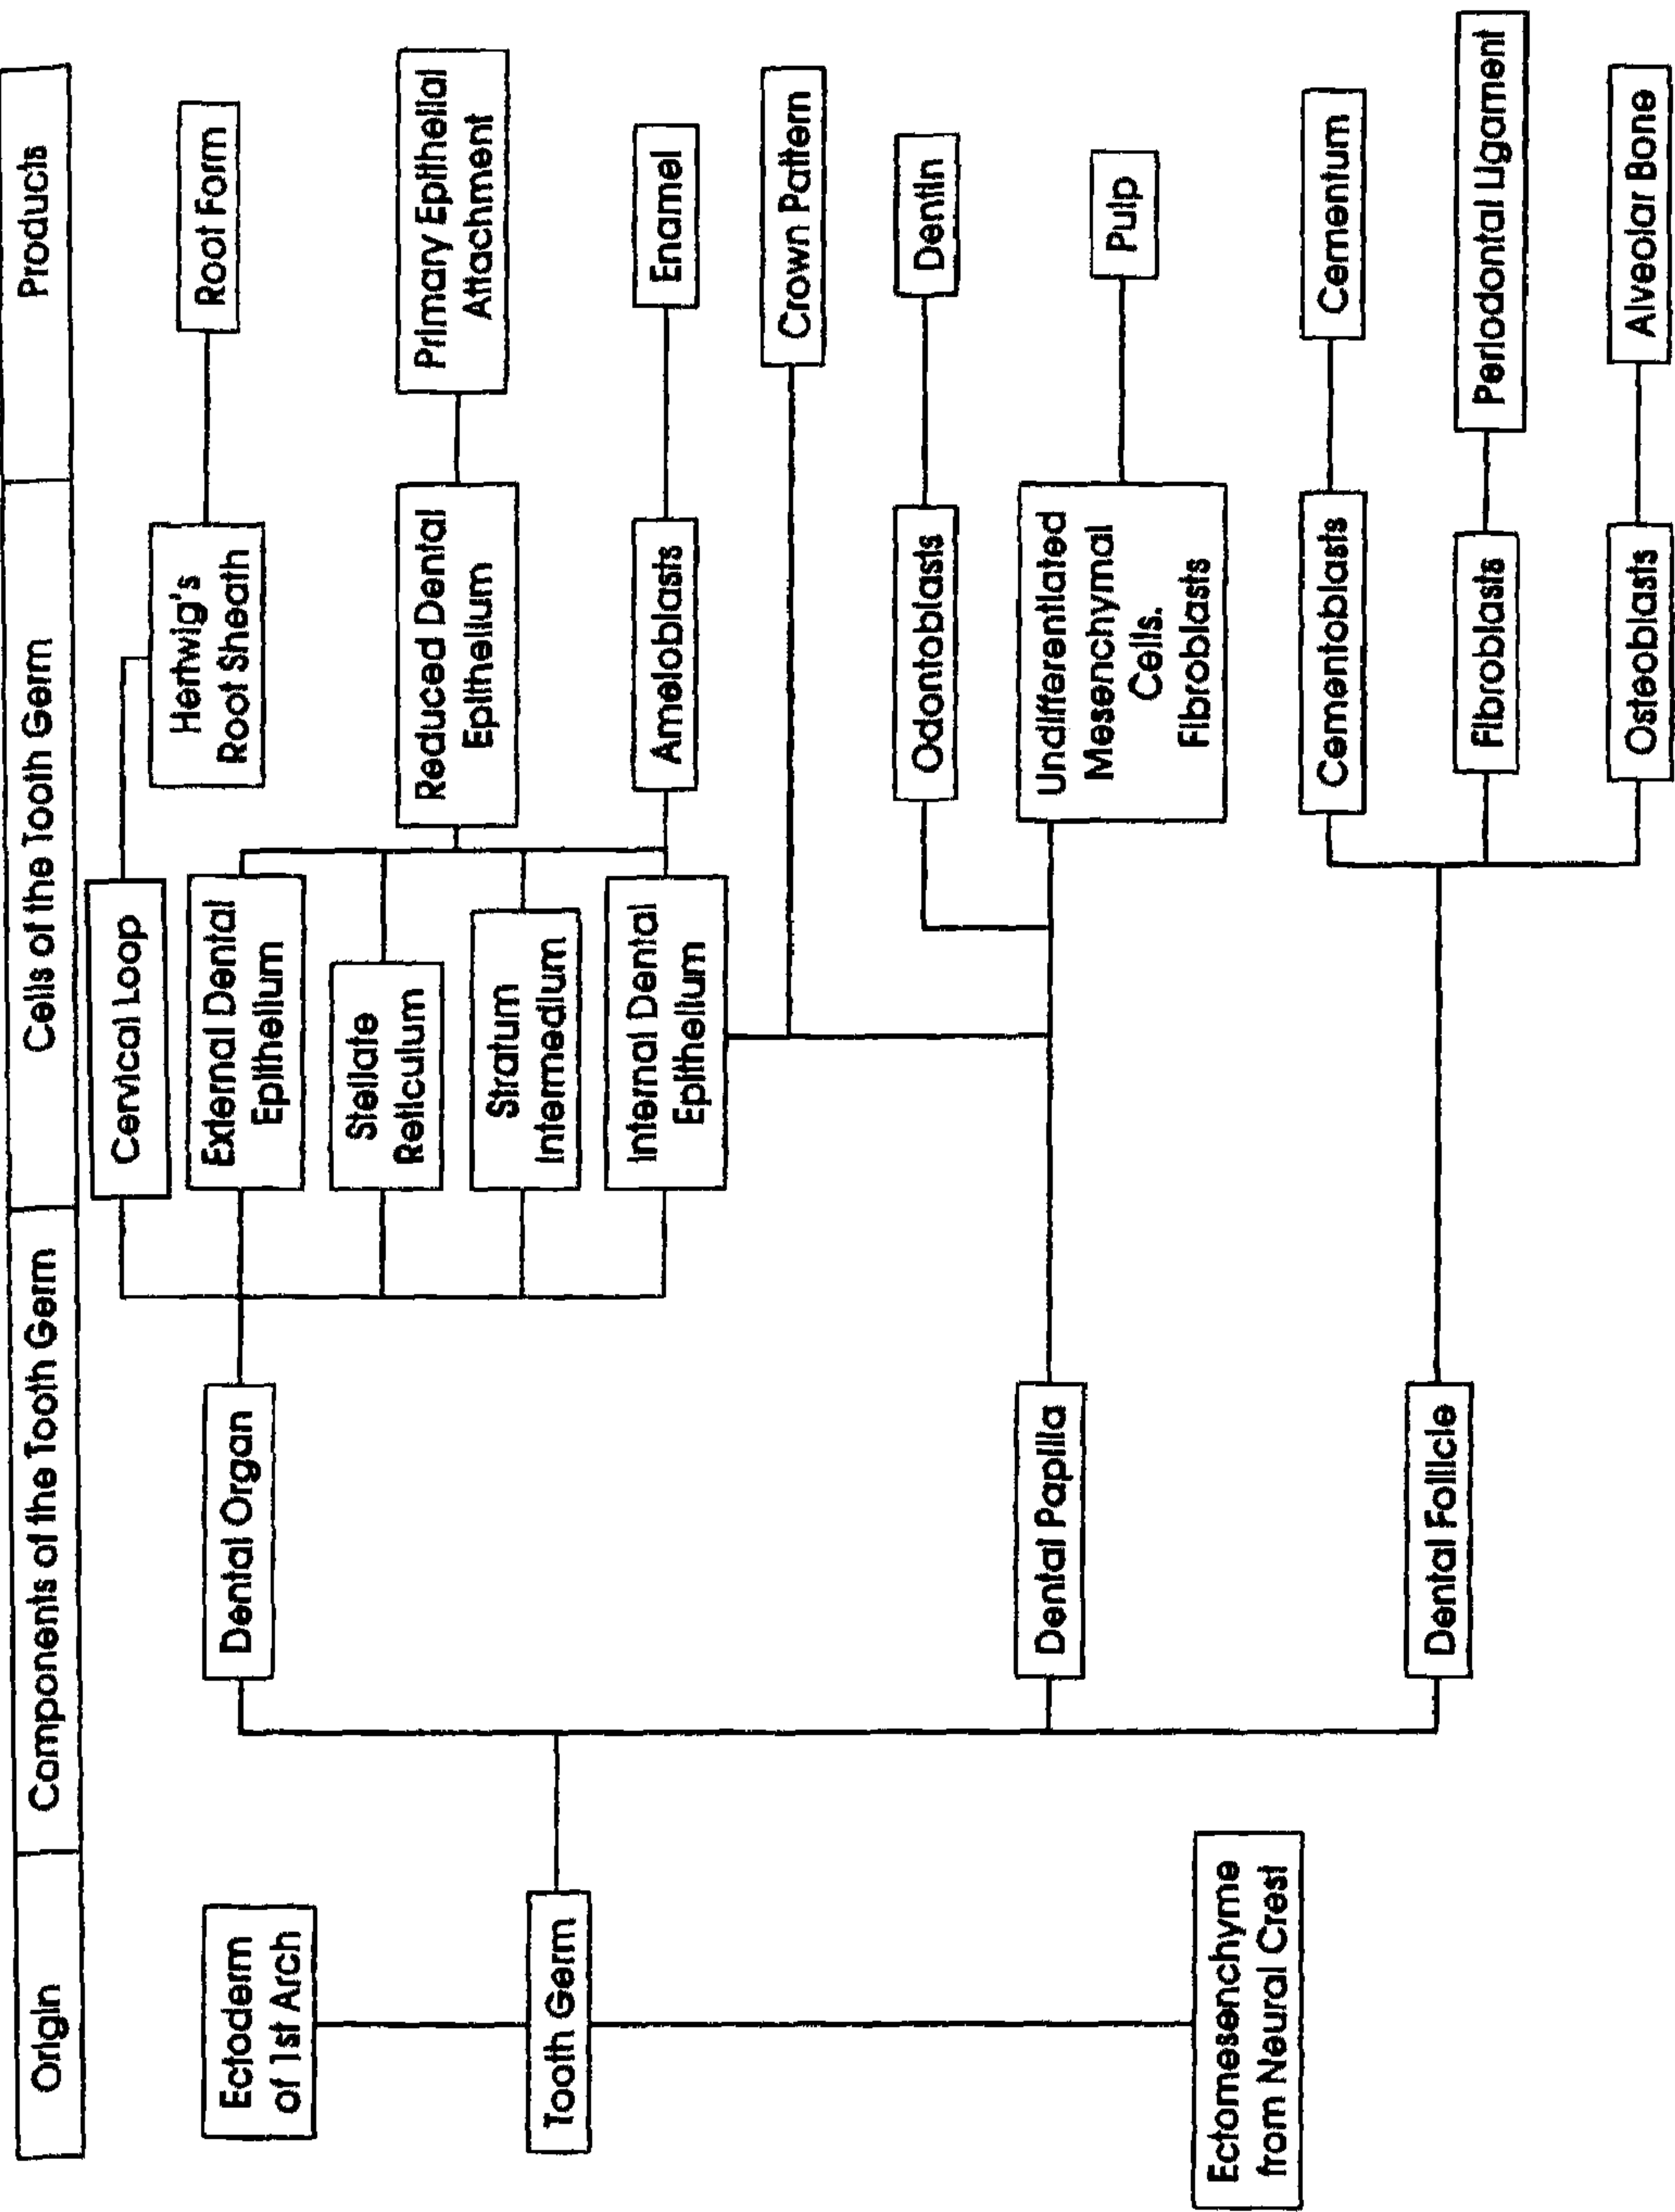 Origin
Components of the Tooth Germ
Cells of the Tooth Germ
Products
Ectoderm
of 1st Arch
Tooth Germ
Ectomesenchyme
from Neural Crest
Dental Organ
Dental Papilla
Dental Follicle
Cervical Loop
External Dental
Epithelium
Stellate
Reticulum
Stratum
Intermedium
Internal Dental
Epithelium
Hertwig's
Root Sheath
Reduced Dental
Epithelium
Ameloblasts
Odontoblasts
Undifferentiated
Mesenchymal
Cells.
Fibroblasts
Cementoblasts
Fibroblasts
Osteoblasts
Root Form
Primary Epithelial
Attachment
Enamel
Crown Pattern
Dentin
Pulp
Cementum
Periodontal Ligament
Alveolar Bone